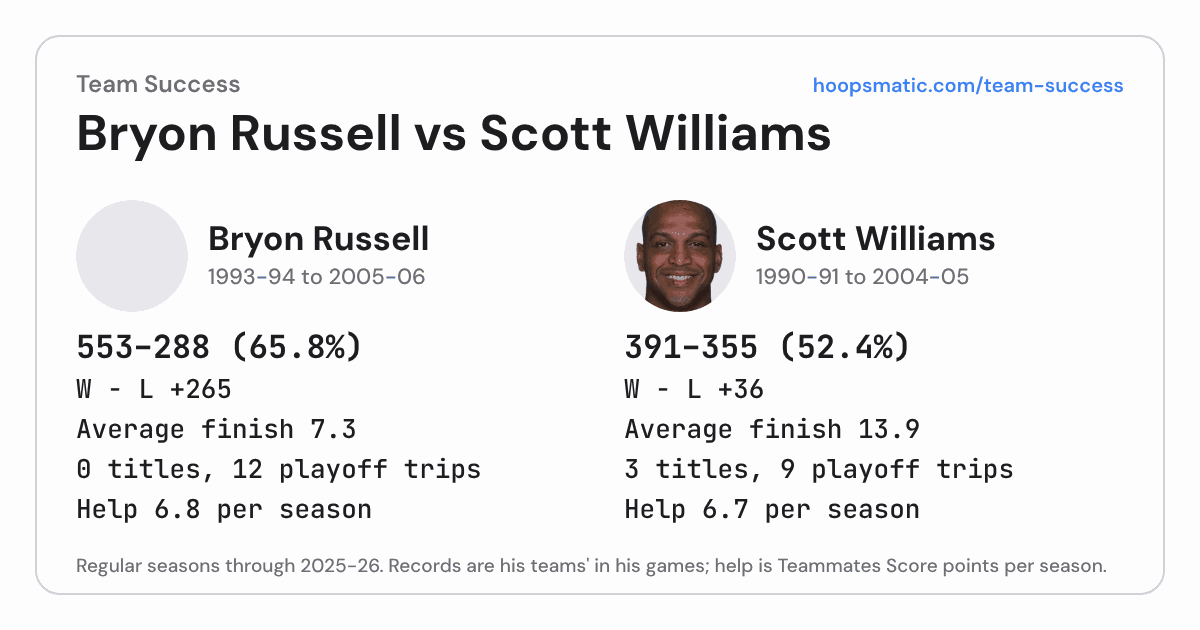 Team Success
hoopsmatic.com/team-success
Bryon Russell vs Scott Williams
Bryon Russell
1993-94 to 2005-06
553-288 (65.8%)
W - L +265
Average finish 7.3
0 titles, 12 playoff trips
Help 6.8 per season
Scott Williams
1990-91 to 2004-05
391-355 (52.4%)
W - L +36
Average finish 13.9
3 titles, 9 playoff trips
Help 6.7 per season
Regular seasons through 2025-26. Records are his teams' in his games; help is Teammates Score points per season.